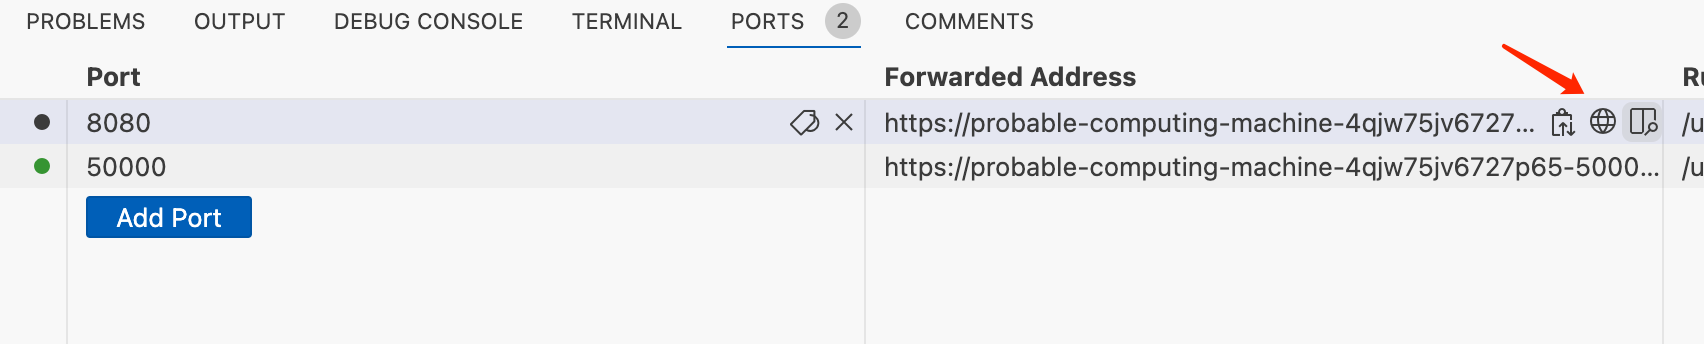 PROBLEMS OUTPUT DEBUG CONSOLE TERMINAL PORTS 2 COMMENTS
Port Forwarded Address Ru
8080 https://probable-computing-machine-4qjw75jv6727... /u
50000 https://probable-computing-machine-4qjw75jv6727p65-5000... /u
Add Port